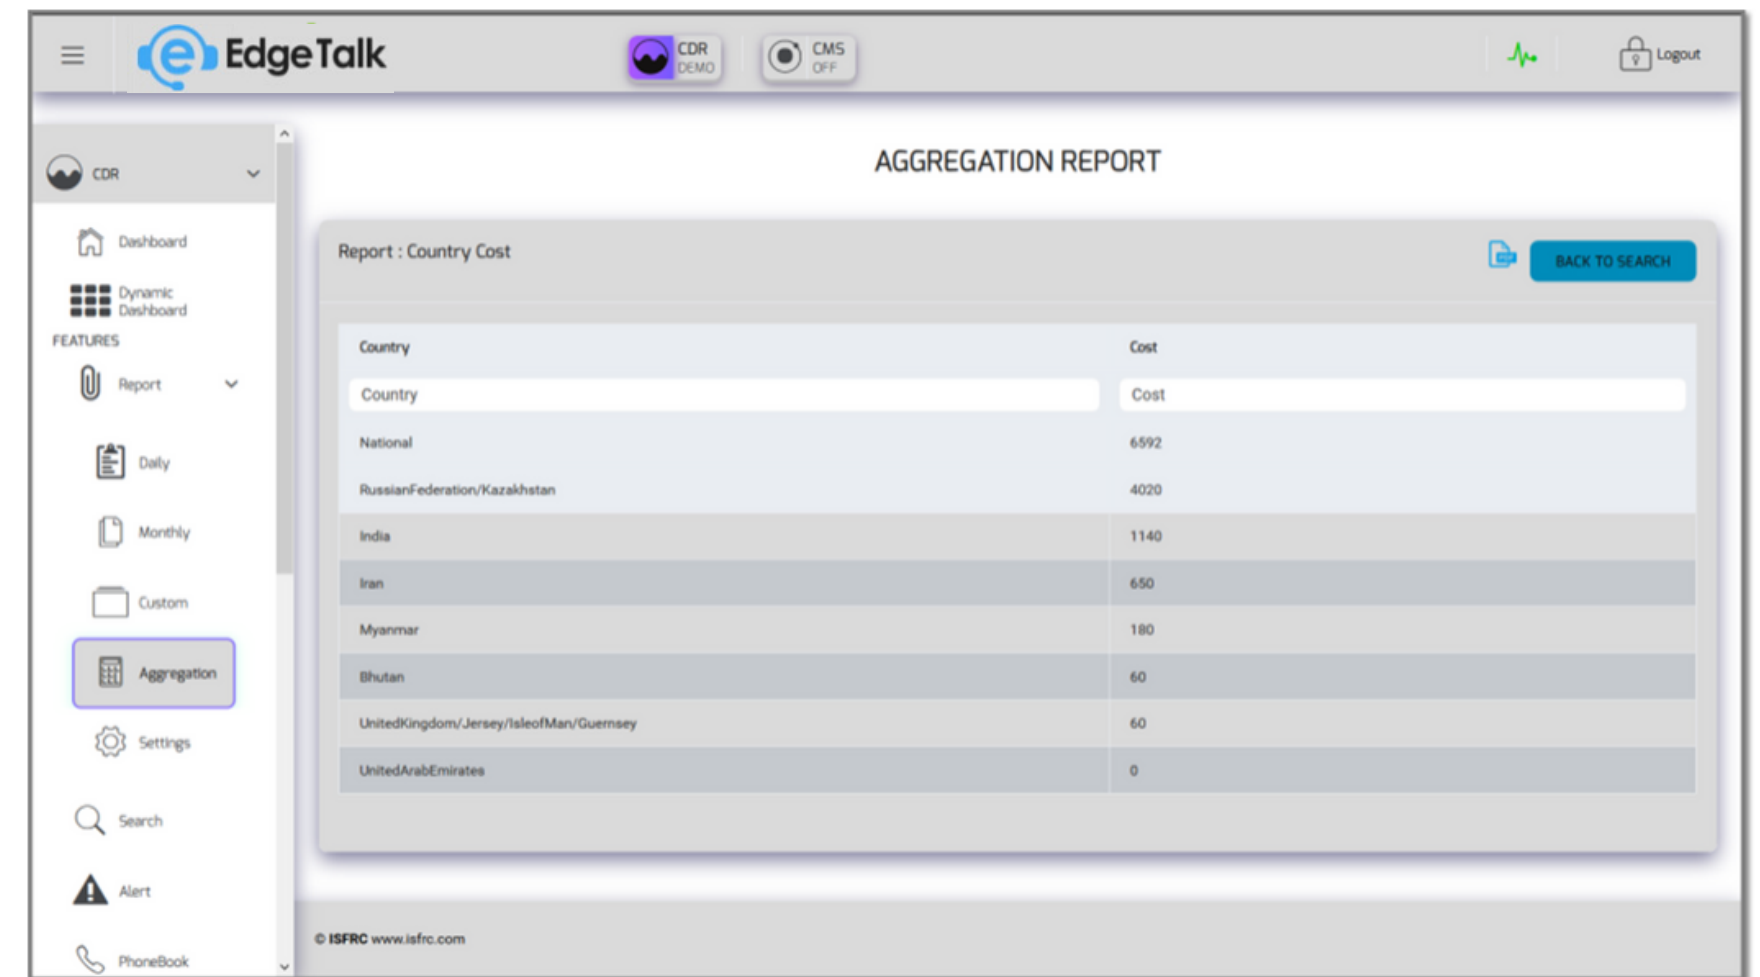 EdgeTalk
CDR
DEMO
CMS
OFF
Logout
CDR
Dashboard
Dynamic
Dashboard
FEATURES
Report
Daily
Monthly
Custom
Aggregation
Settings
Search
Alert
PhoneBook
AGGREGATION REPORT
Report : Country Cost
BACK TO SEARCH
Country Cost
Country Cost
National 6592
RussianFederation/Kazakhstan 4020
India 1140
Iran 650
Myanmar 180
Bhutan 60
UnitedKingdom/Jersey/IsleofMan/Guernsey 60
UnitedArabEmirates 0
© ISFRC www.isfrc.com